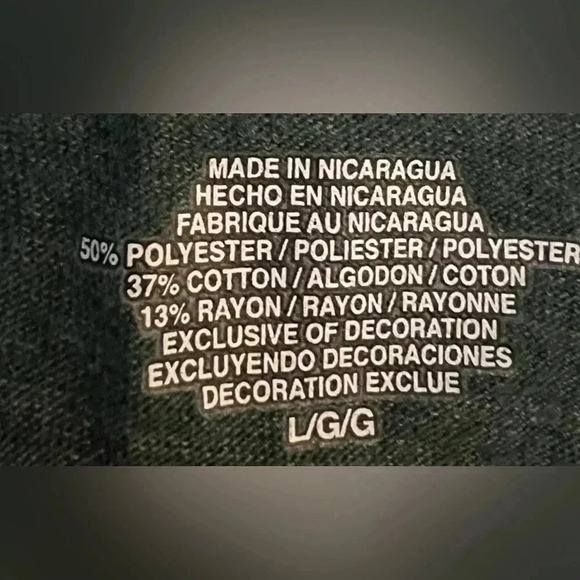 MADE IN NICARAGUA
HECHO EN NICARAGUA
FABRIQUE AU NICARAGUA
50% POLYESTER / POLIESTER / POLYESTER
37% COTTON / ALGODON / COTON
13% RAYON / RAYON / RAYONNE
EXCLUSIVE OF DECORATION
EXCLUYENDO DECORACIONES
DECORATION EXCLUE
L/G/G